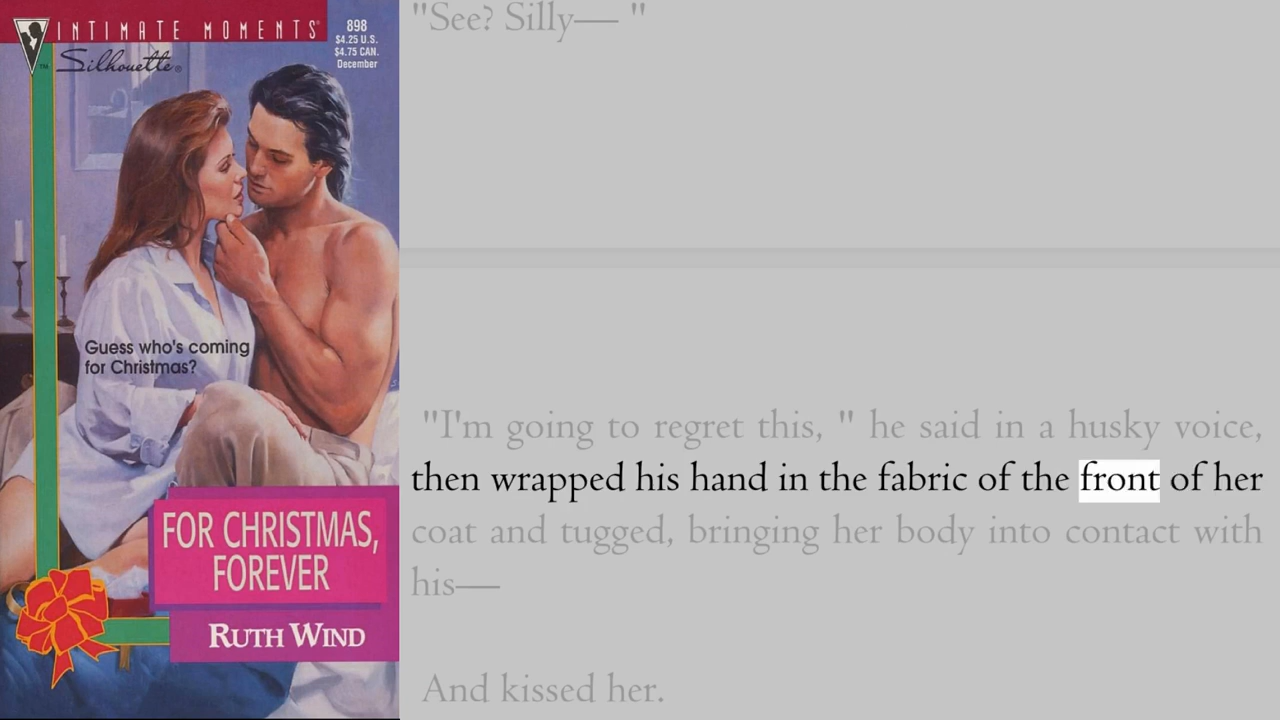 INTIMATE MOMENTS®
898
$4.25 U.S.
$4.75 CAN.
December
™
Silhouette®
Guess who's coming
for Christmas?
FOR CHRISTMAS,
FOREVER
RUTH WIND
"See? Silly— "
"I'm going to regret this, " he said in a husky voice,
then wrapped his hand in the fabric of the front of her
coat and tugged, bringing her body into contact with
his—
And kissed her.